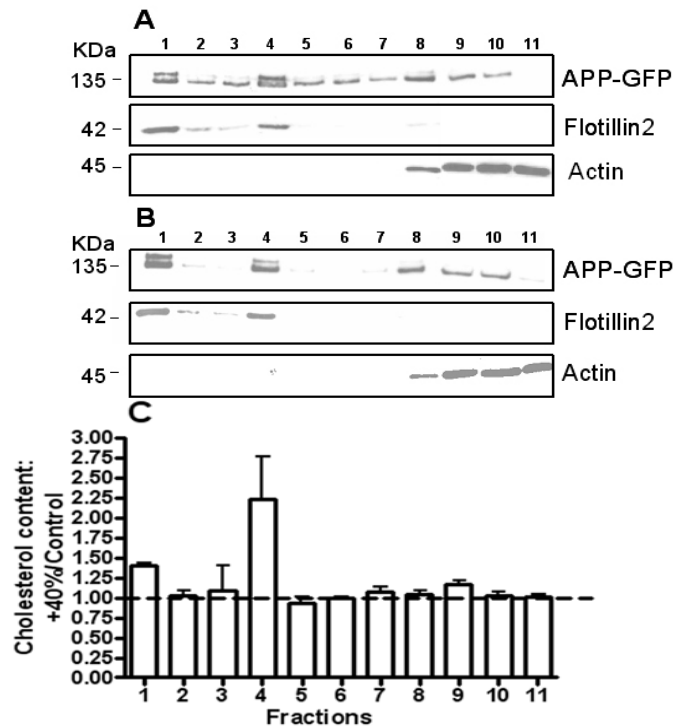 A
KDa
1 2 3 4 5 6 7 8 9 10 11
135 –
APP-GFP
42 –
Flotillin2
45 –
Actin
B
KDa
1 2 3 4 5 6 7 8 9 10 11
135 –
APP-GFP
42 –
Flotillin2
45 –
Actin
C
Cholesterol content:
+40%/Control
3.00
2.75
2.50
2.25
2.00
1.75
1.50
1.25
1.00
0.75
0.50
0.25
0.00
1 2 3 4 5 6 7 8 9 10 11
Fractions